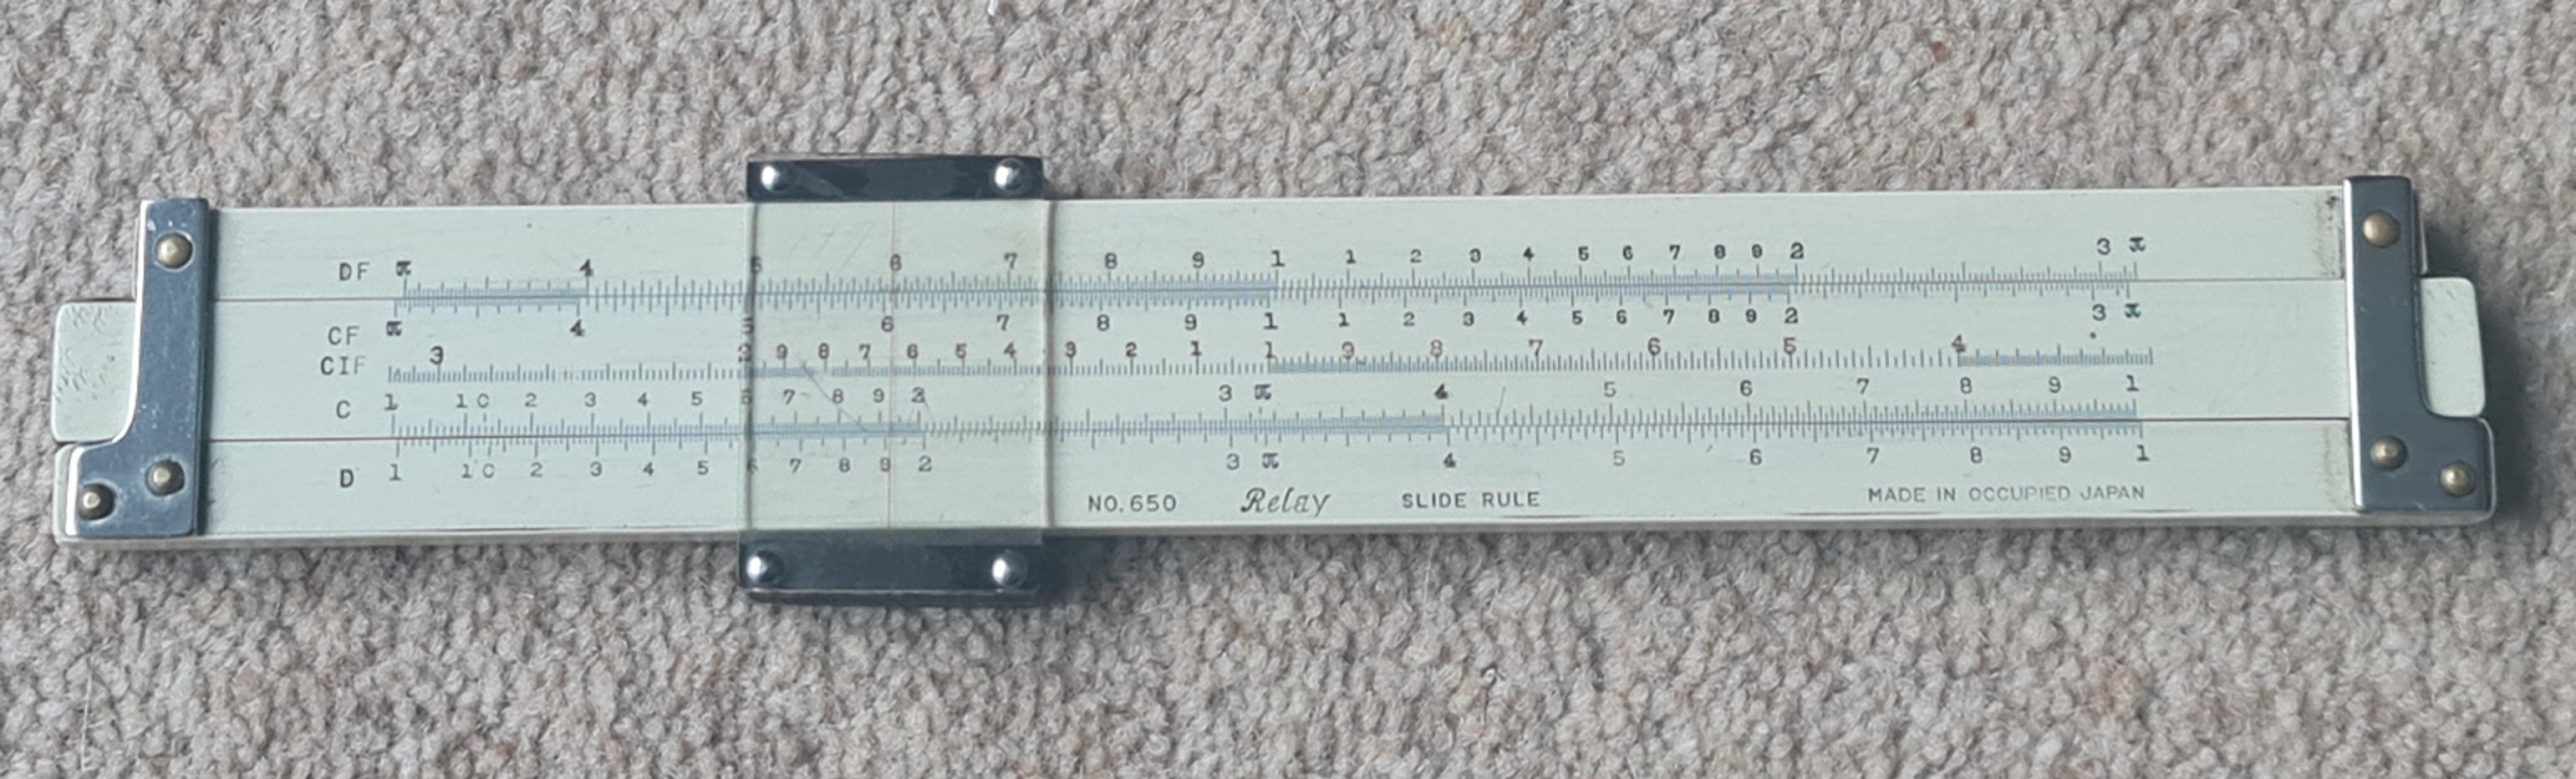 DF π 4 5 6 7 8 9 1 1 2 3 4 5 6 7 8 9 2 3 π
CF π 4 5 6 7 8 9 1 1 2 3 4 5 6 7 8 9 2 3 π
CIF 3 2 9 8 7 6 5 4 3 2 1 1 9 8 7 6 5 4
C 1 1 C 2 3 4 5 6 7 8 9 2 3 π 4 5 6 7 8 9 1
D 1 1 C 2 3 4 5 6 7 8 9 2 3 π 4 5 6 7 8 9 1
NO. 650 Relay SLIDE RULE MADE IN OCCUPIED JAPAN